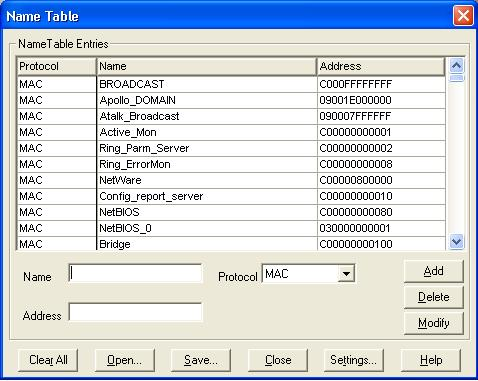 Name Table
NameTable Entries
Protocol Name Address
MAC BROADCAST C000FFFFFFFF
MAC Apollo_DOMAIN 09001E000000
MAC Atalk_Broadcast 090007FFFFFF
MAC Active_Mon C00000000001
MAC Ring_Parm_Server C00000000002
MAC Ring_ErrorMon C00000000008
MAC NetWare C00000800000
MAC Config_report_server C00000000010
MAC NetBIOS C00000000080
MAC NetBIOS_0 030000000001
MAC Bridge C00000000100
Name Protocol MAC Add
Delete
Address Modify
Clear All Open... Save... Close Settings... Help